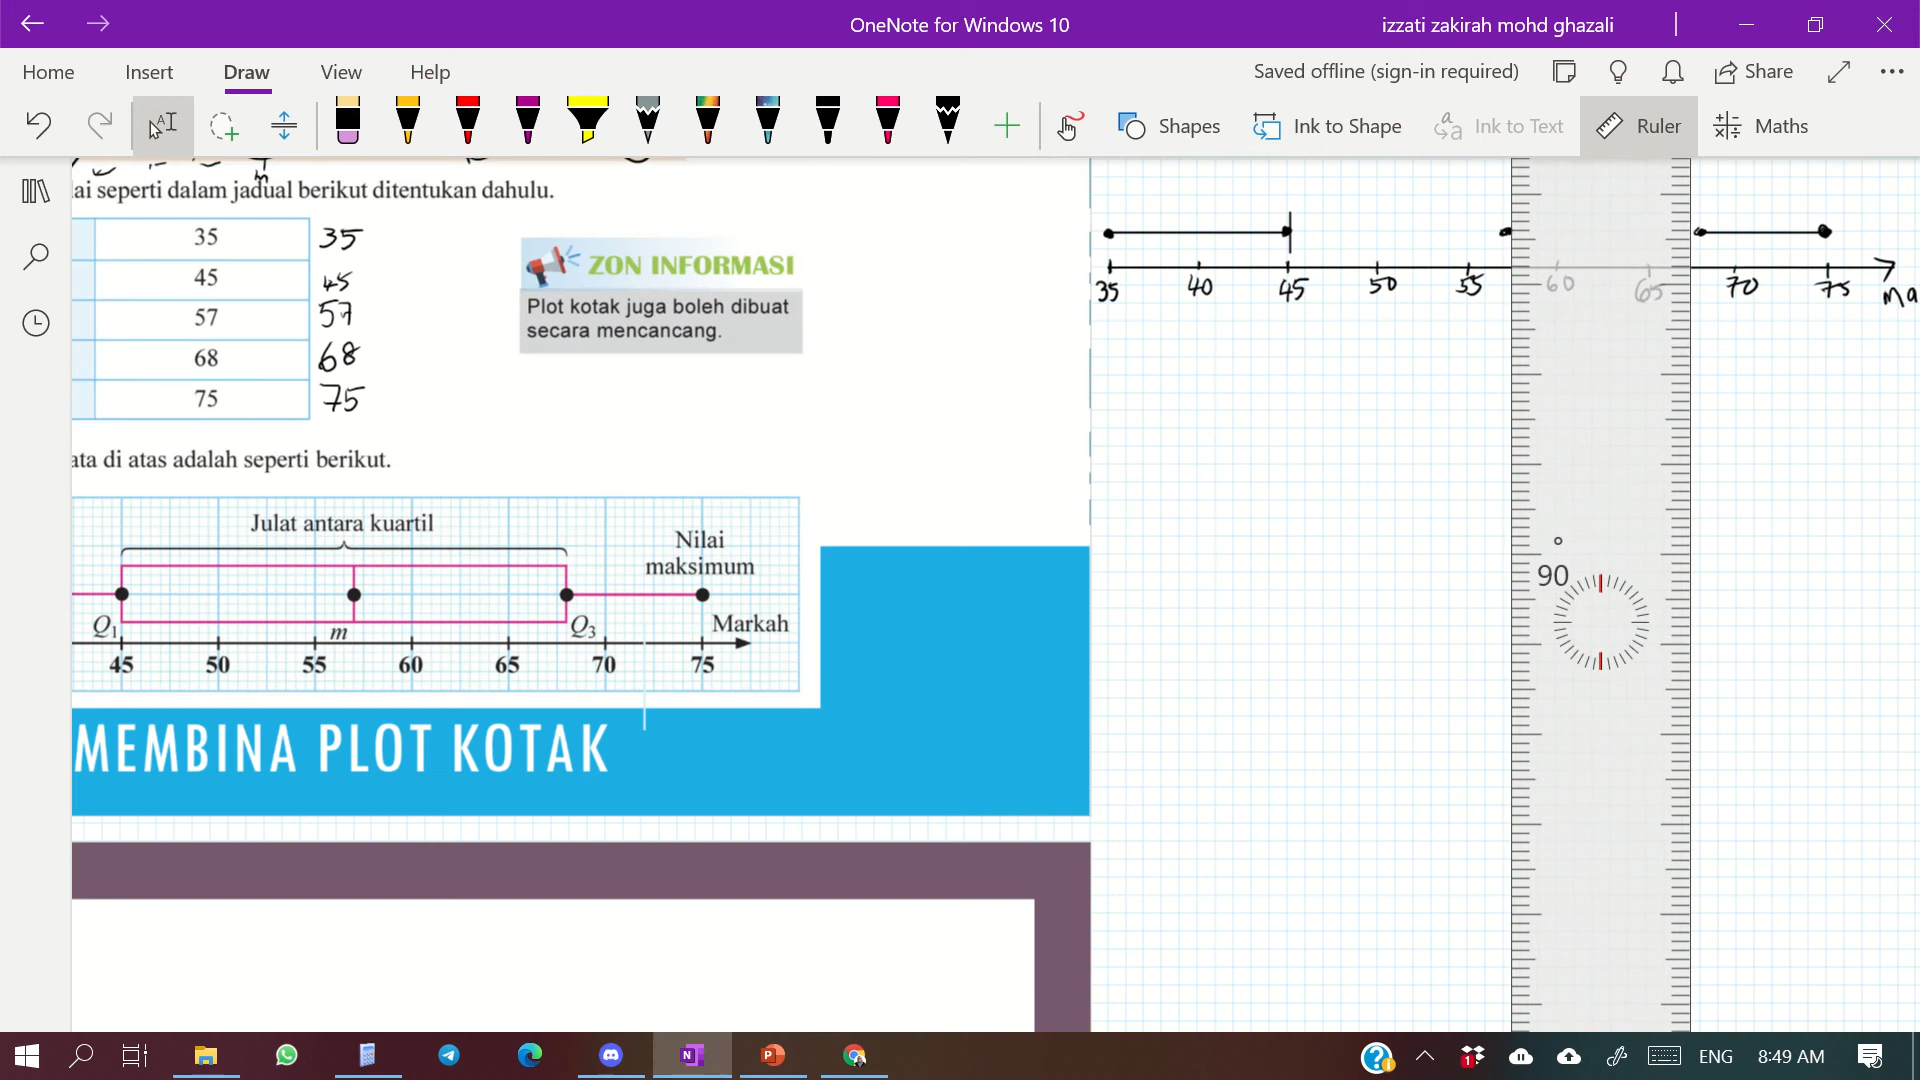 OneNote for Windows 10
izzati zakirah mohd ghazali
Home Insert Draw View Help
Saved offline (sign-in required)
Share
Shapes
Ink to Shape
Ink to Text
Ruler
Maths
lai seperti dalam jadual berikut ditentukan dahulu.
m
35 35
45 45
57 57
68 68
75 75
ZON INFORMASI
Plot kotak juga boleh dibuat
secara mencancang.
35 40 45 50 55 60 65 70 75 Ma
ata di atas adalah seperti berikut.
Julat antara kuartil
Nilai
maksimum
Q1 m Q3 Markah
45 50 55 60 65 70 75
90°
MEMBINA PLOT KOTAK
ENG 8:49 AM